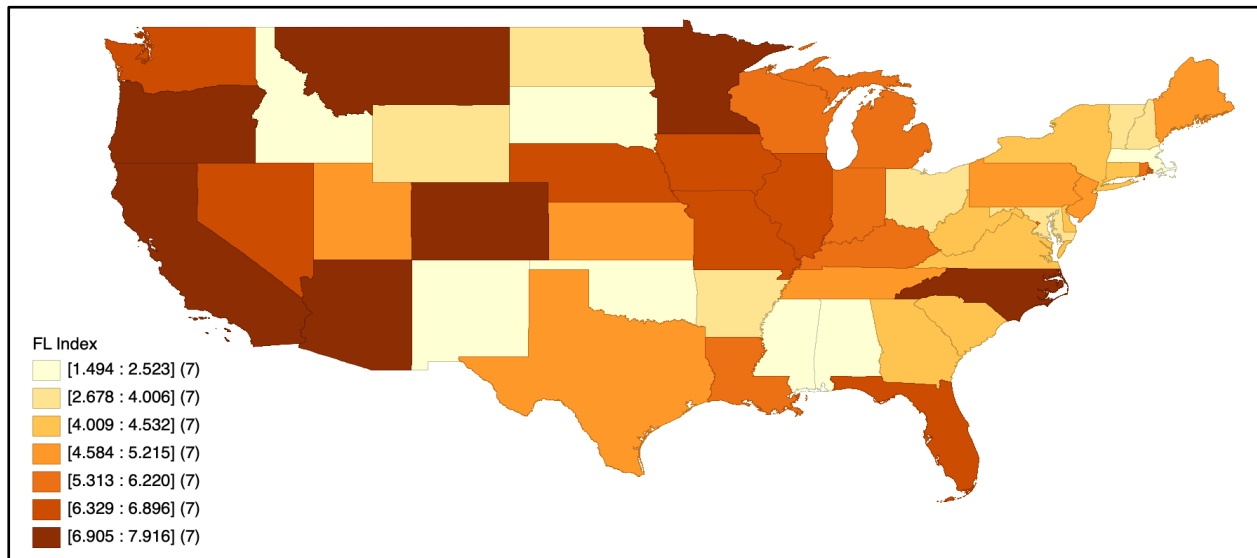 FL Index
[1.494 : 2.523] (7)
[2.678 : 4.006] (7)
[4.009 : 4.532] (7)
[4.584 : 5.215] (7)
[5.313 : 6.220] (7)
[6.329 : 6.896] (7)
[6.905 : 7.916] (7)